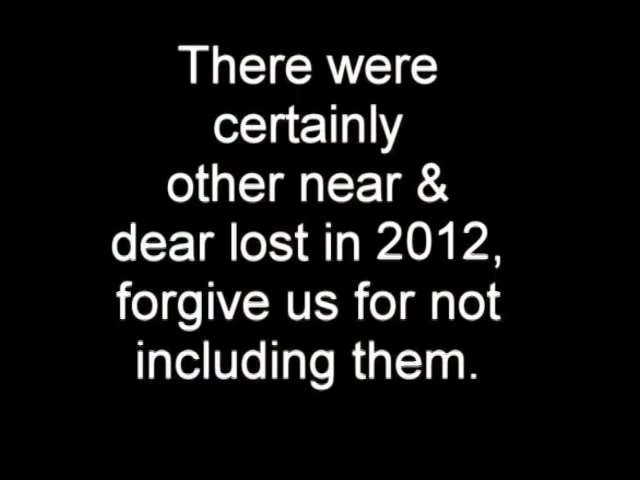 There were
certainly
other near &
dear lost in 2012,
forgive us for not
including them.